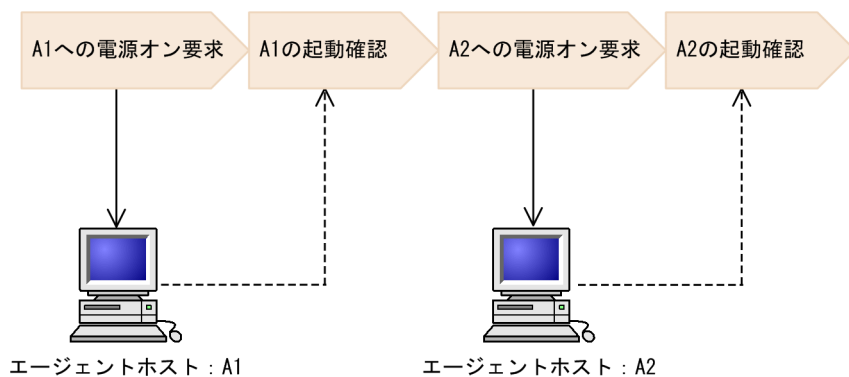 A1への電源オン要求
A1の起動確認
A2への電源オン要求
A2の起動確認
エージェントホスト：A1
エージェントホスト：A2